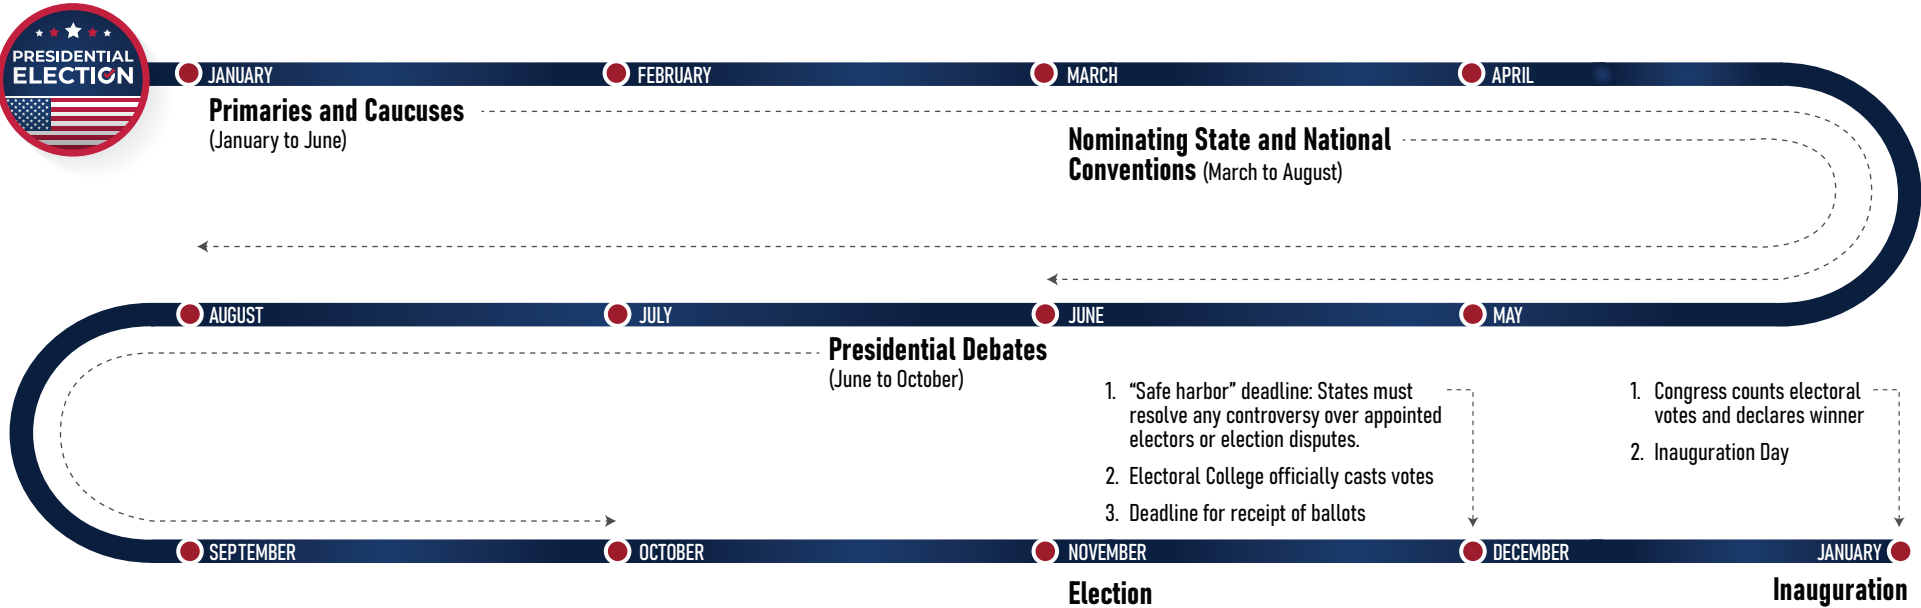 PRESIDENTIAL
ELECTION
JANUARY
FEBRUARY
MARCH
APRIL
Primaries and Caucuses
(January to June)
Nominating State and National
Conventions (March to August)
AUGUST
JULY
JUNE
MAY
Presidential Debates
(June to October)
1. “Safe harbor” deadline: States must
resolve any controversy over appointed
electors or election disputes.
2. Electoral College officially casts votes
3. Deadline for receipt of ballots
1. Congress counts electoral
votes and declares winner
2. Inauguration Day
SEPTEMBER
OCTOBER
NOVEMBER
DECEMBER
JANUARY
Election
Inauguration